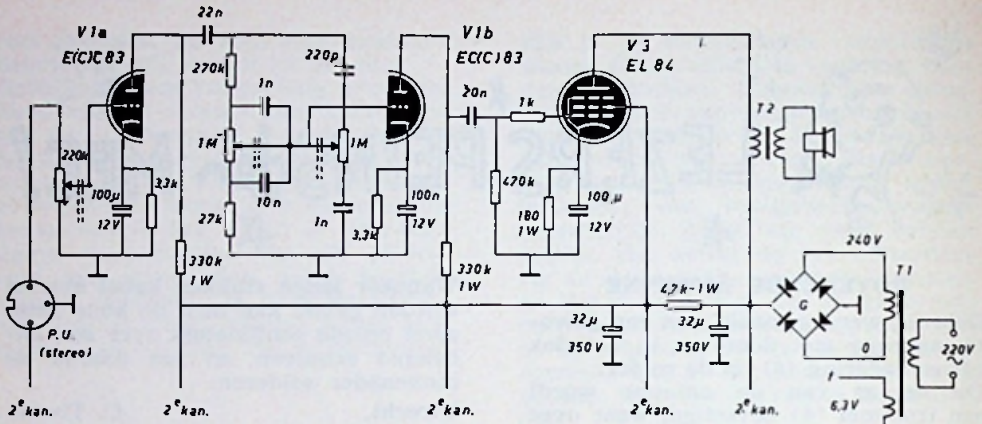 V1a
E(C)C 83
22n
220p
V1b
EC(C) 83
V3
EL 84
270k
1n
1M
10n
27k
1M
1n
220k
100μ
12V
3,3k
330k
1W
3,3k
100n
12V
20n
1k
470k
180
1W
100μ
12V
330k
1W
T2
4,7k-1W
32μ
350V
32μ
350V
240V
T1
G
0
220V
~
f
6,3V
P.U.
(stereo)
2e kan.
2e kan.
2e kan.
2e kan.
2e kan.